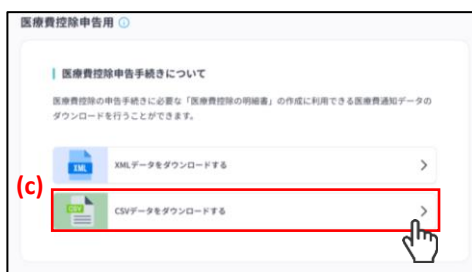 医療費控除申告用 ⓘ
医療費控除申告手続きについて
医療費控除の申告手続きに必要な「医療費控除の明細書」の作成に利用できる医療費通知データの
ダウンロードを行うことができます。
XML
XMLデータをダウンロードする
(c)
CSV
CSVデータをダウンロードする